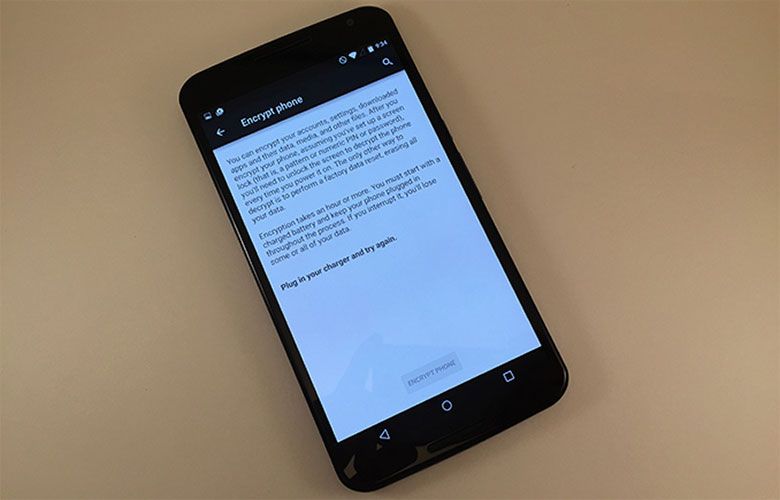 9:34
Encrypt phone
You can encrypt your accounts, settings, downloaded
apps and their data, media, and other files. After you
encrypt your phone, assuming you've set up a screen
lock (that is, a pattern or numeric PIN or password),
you'll need to unlock the screen to decrypt the phone
every time you power it on. The only other way to
decrypt is to perform a factory data reset, erasing all
your data.
Encryption takes an hour or more. You must start with a
charged battery and keep your phone plugged in
throughout the process. If you interrupt it, you'll lose
some or all of your data.
Plug in your charger and try again.
ENCRYPT PHONE